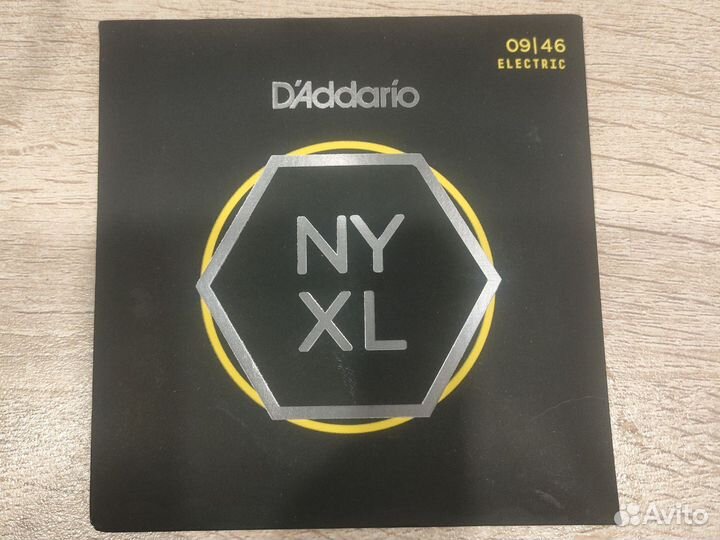 09|46
ELECTRIC
D'Addario
NY
XL
Avito